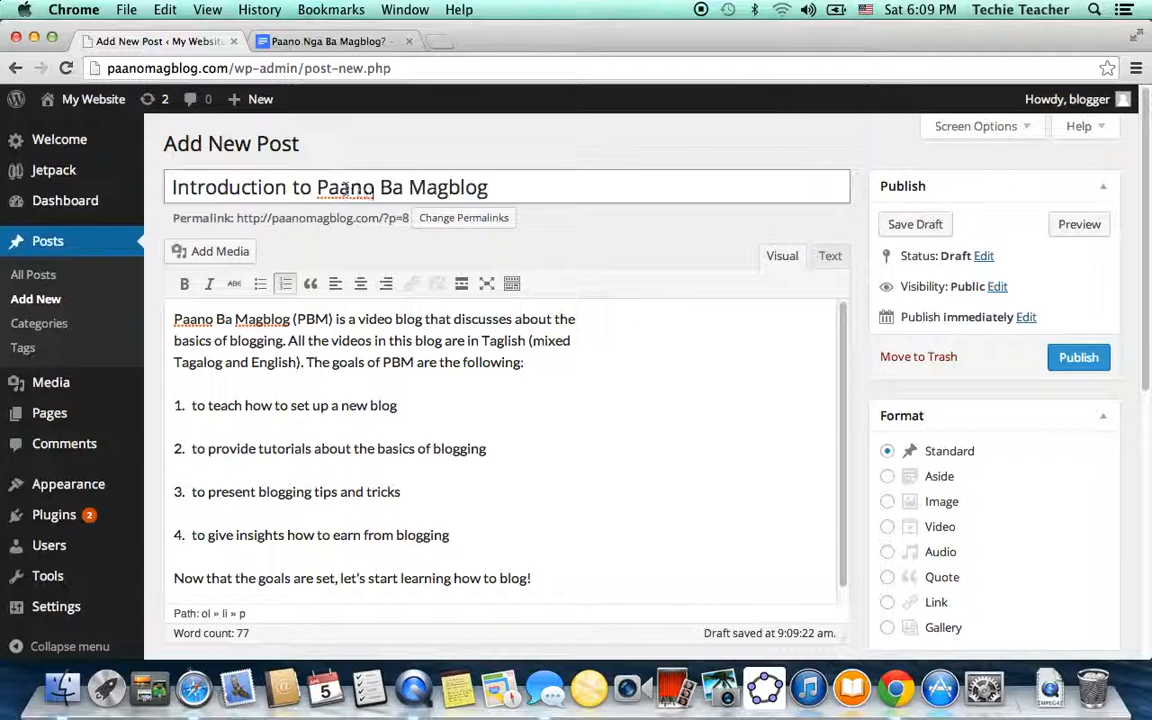 Chrome File Edit View History Bookmarks Window Help Sat 6:09 PM Techie Teacher
Add New Post ‹ My Website Paano Nga Ba Magblog? –
paanomagblog.com/wp-admin/post-new.php
My Website 2 0 New Howdy, blogger
Screen Options Help
Welcome
Jetpack
Dashboard
Posts
All Posts
Add New
Categories
Tags
Media
Pages
Comments
Appearance
Plugins 2
Users
Tools
Settings
Collapse menu
Add New Post
Introduction to Paano Ba Magblog
Permalink: http://paanomagblog.com/?p=8 Change Permalinks
Add Media
Visual Text
B I ABC
Paano Ba Magblog (PBM) is a video blog that discusses about the
basics of blogging. All the videos in this blog are in Taglish (mixed
Tagalog and English). The goals of PBM are the following:
1. to teach how to set up a new blog
2. to provide tutorials about the basics of blogging
3. to present blogging tips and tricks
4. to give insights how to earn from blogging
Now that the goals are set, let's start learning how to blog!
Path: ol » li » p
Word count: 77 Draft saved at 9:09:22 am.
Publish
Save Draft Preview
Status: Draft Edit
Visibility: Public Edit
Publish immediately Edit
Move to Trash Publish
Format
Standard
Aside
Image
Video
Audio
Quote
Link
Gallery
5